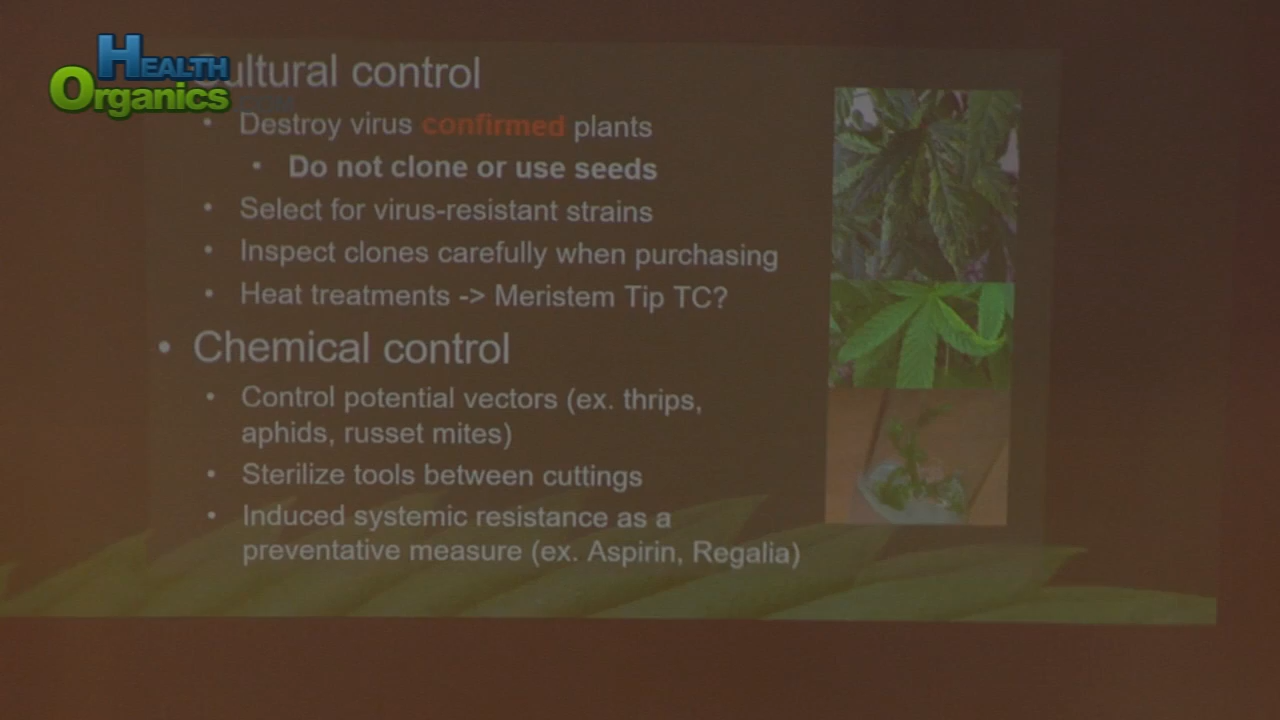 HEALTH
Organics
Cultural control
• Destroy virus confirmed plants
• Do not clone or use seeds
• Select for virus-resistant strains
• Inspect clones carefully when purchasing
• Heat treatments -> Meristem Tip TC?
• Chemical control
• Control potential vectors (ex. thrips,
aphids, russet mites)
• Sterilize tools between cuttings
• Induced systemic resistance as a
preventative measure (ex. Aspirin, Regalia)